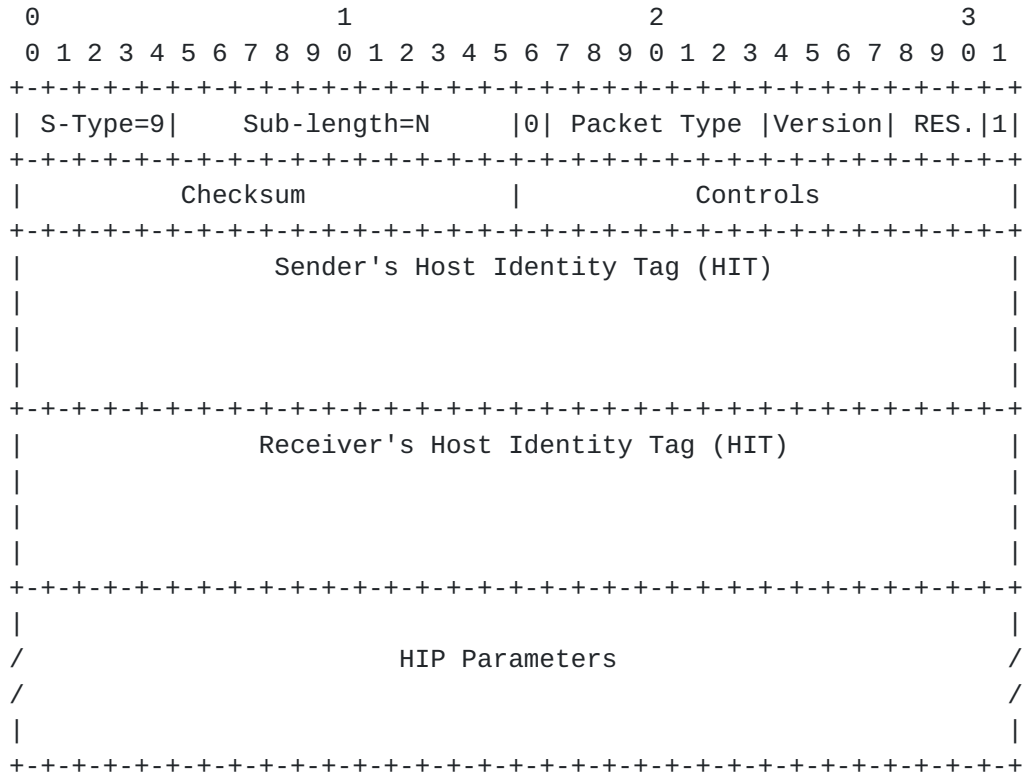 0                   1                   2                   3
 0 1 2 3 4 5 6 7 8 9 0 1 2 3 4 5 6 7 8 9 0 1 2 3 4 5 6 7 8 9 0 1
+-+-+-+-+-+-+-+-+-+-+-+-+-+-+-+-+-+-+-+-+-+-+-+-+-+-+-+-+-+-+-+-+
| S-Type=9|    Sub-length=N     |0| Packet Type |Version| RES.|1|
+-+-+-+-+-+-+-+-+-+-+-+-+-+-+-+-+-+-+-+-+-+-+-+-+-+-+-+-+-+-+-+-+
|          Checksum             |           Controls            |
+-+-+-+-+-+-+-+-+-+-+-+-+-+-+-+-+-+-+-+-+-+-+-+-+-+-+-+-+-+-+-+-+
|                Sender's Host Identity Tag (HIT)               |
|                                                               |
|                                                               |
|                                                               |
+-+-+-+-+-+-+-+-+-+-+-+-+-+-+-+-+-+-+-+-+-+-+-+-+-+-+-+-+-+-+-+-+
|               Receiver's Host Identity Tag (HIT)              |
|                                                               |
|                                                               |
|                                                               |
+-+-+-+-+-+-+-+-+-+-+-+-+-+-+-+-+-+-+-+-+-+-+-+-+-+-+-+-+-+-+-+-+
|                                                               |
/                        HIP Parameters                         /
/                                                               /
|                                                               |
+-+-+-+-+-+-+-+-+-+-+-+-+-+-+-+-+-+-+-+-+-+-+-+-+-+-+-+-+-+-+-+-+